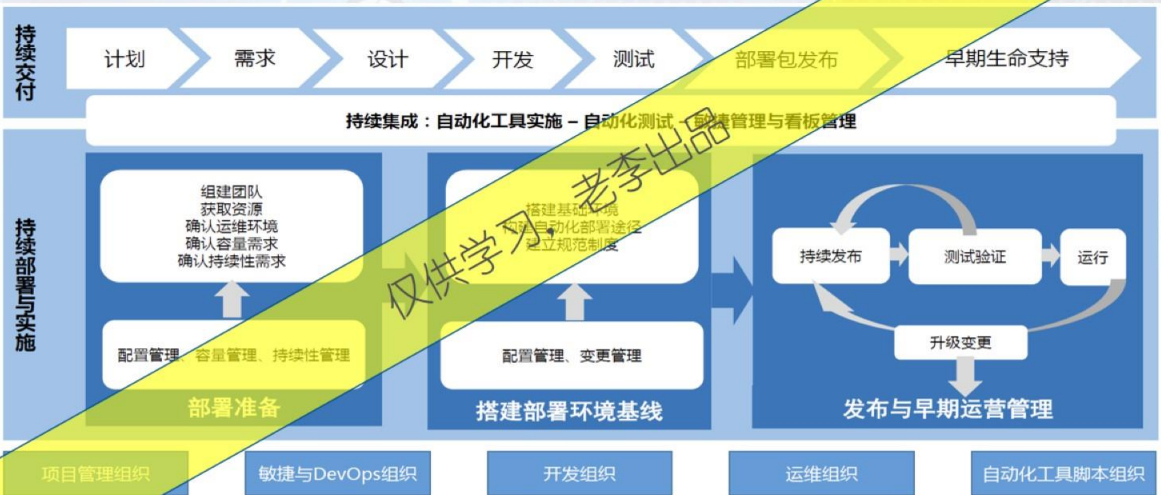 持续交付
计划
需求
设计
开发
测试
部署包发布
早期生命支持
持续集成：自动化工具实施 – 自动化测试 – 敏捷管理与看板管理
持续部署与实施
组建团队
获取资源
确认运维环境
确认容量需求
确认持续性需求
配置管理、容量管理、持续性管理
部署准备
搭建基础环境
构建自动化部署途径
建立规范制度
配置管理、变更管理
搭建部署环境基线
持续发布
测试验证
运行
升级变更
发布与早期运营管理
仅供学习，老李出品
项目管理组织
敏捷与DevOps组织
开发组织
运维组织
自动化工具脚本组织